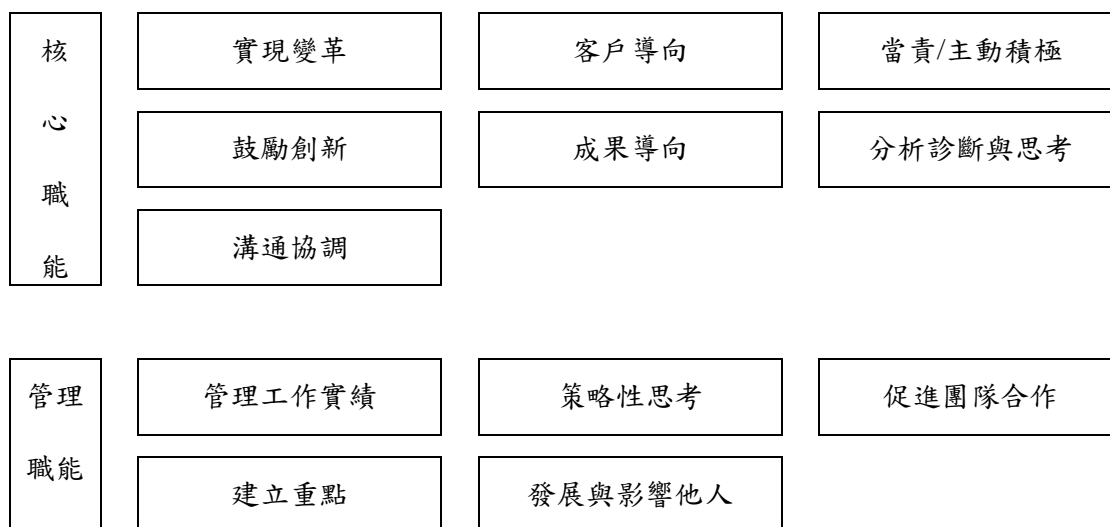 核心職能
實現變革
客戶導向
當責/主動積極
鼓勵創新
成果導向
分析診斷與思考
溝通協調
管理職能
管理工作實績
策略性思考
促進團隊合作
建立重點
發展與影響他人